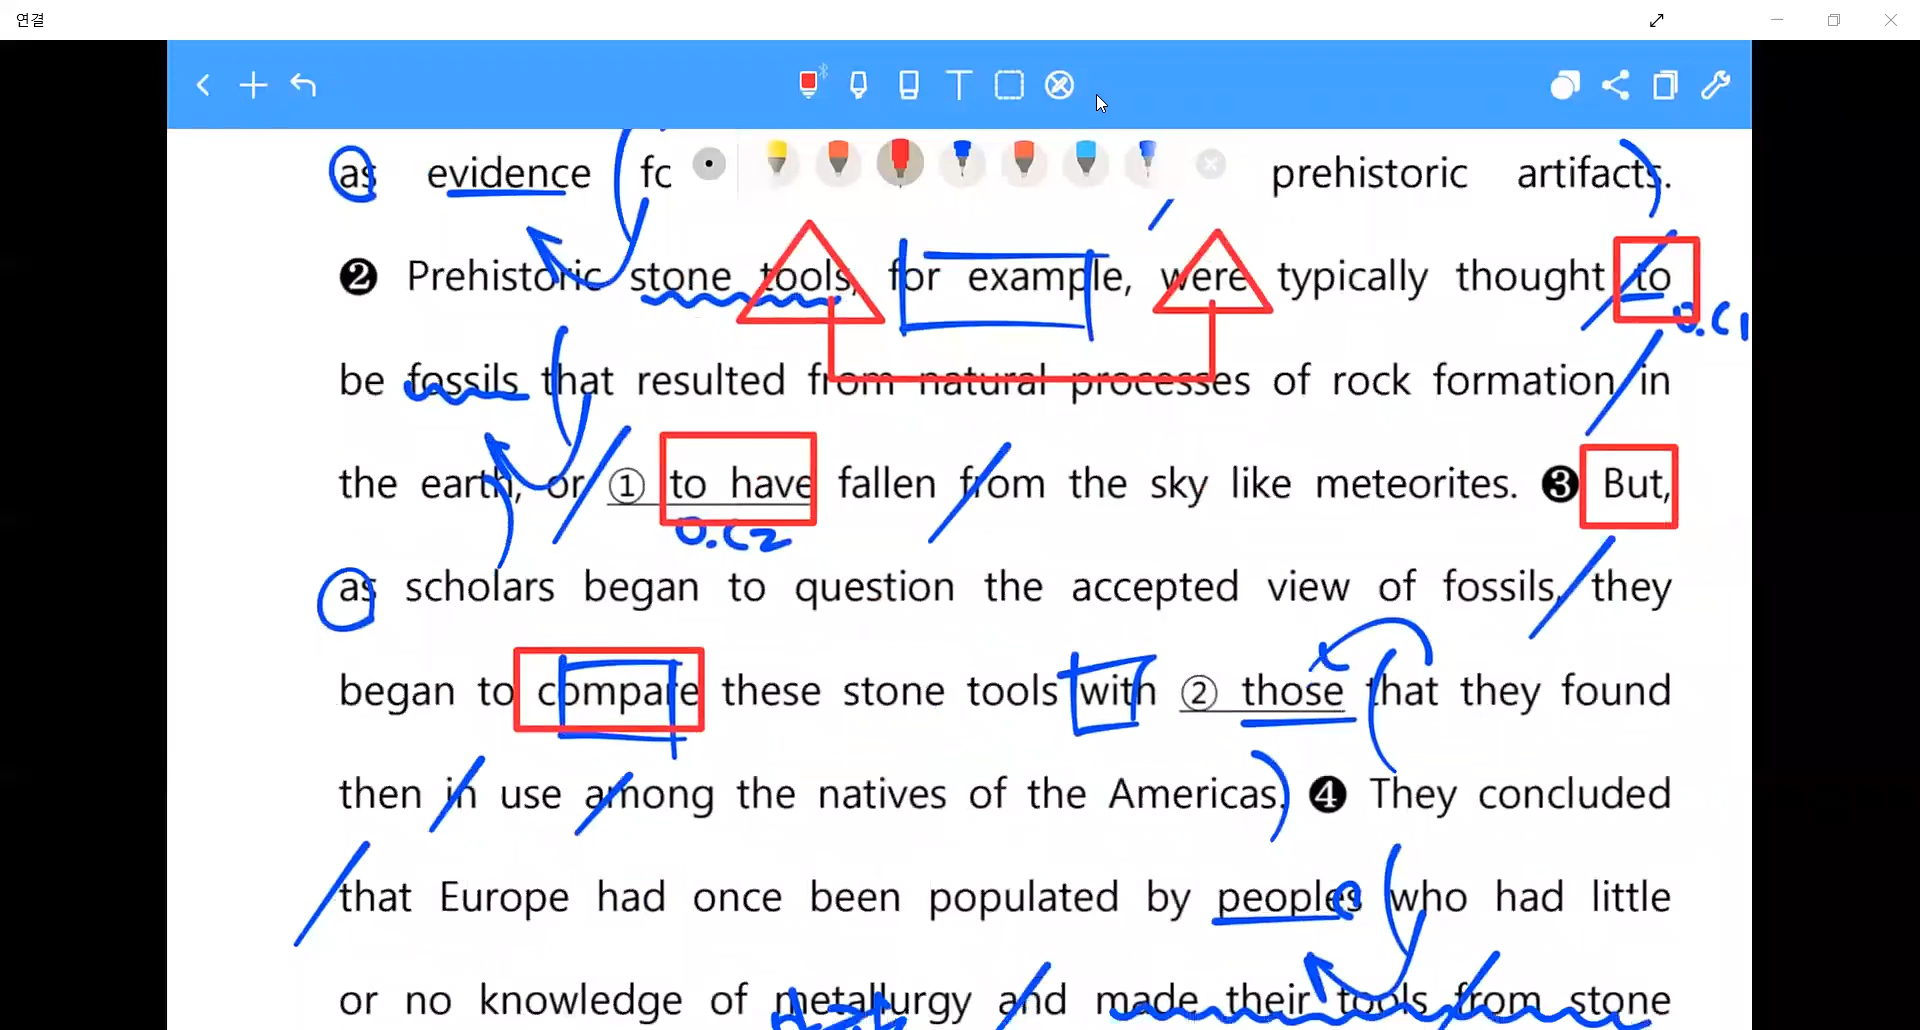 연결
as evidence prehistoric artifacts.
❷ Prehistoric stone tools, for example, were typically thought to
O.C1
be fossils that resulted from natural processes of rock formation in
the earth, or ① to have fallen from the sky like meteorites. ❸ But,
O.C2
as scholars began to question the accepted view of fossils, they
began to compare these stone tools with ② those that they found
then in use among the natives of the Americas. ❹ They concluded
that Europe had once been populated by peoples who had little
or no knowledge of metallurgy and made their tools from stone